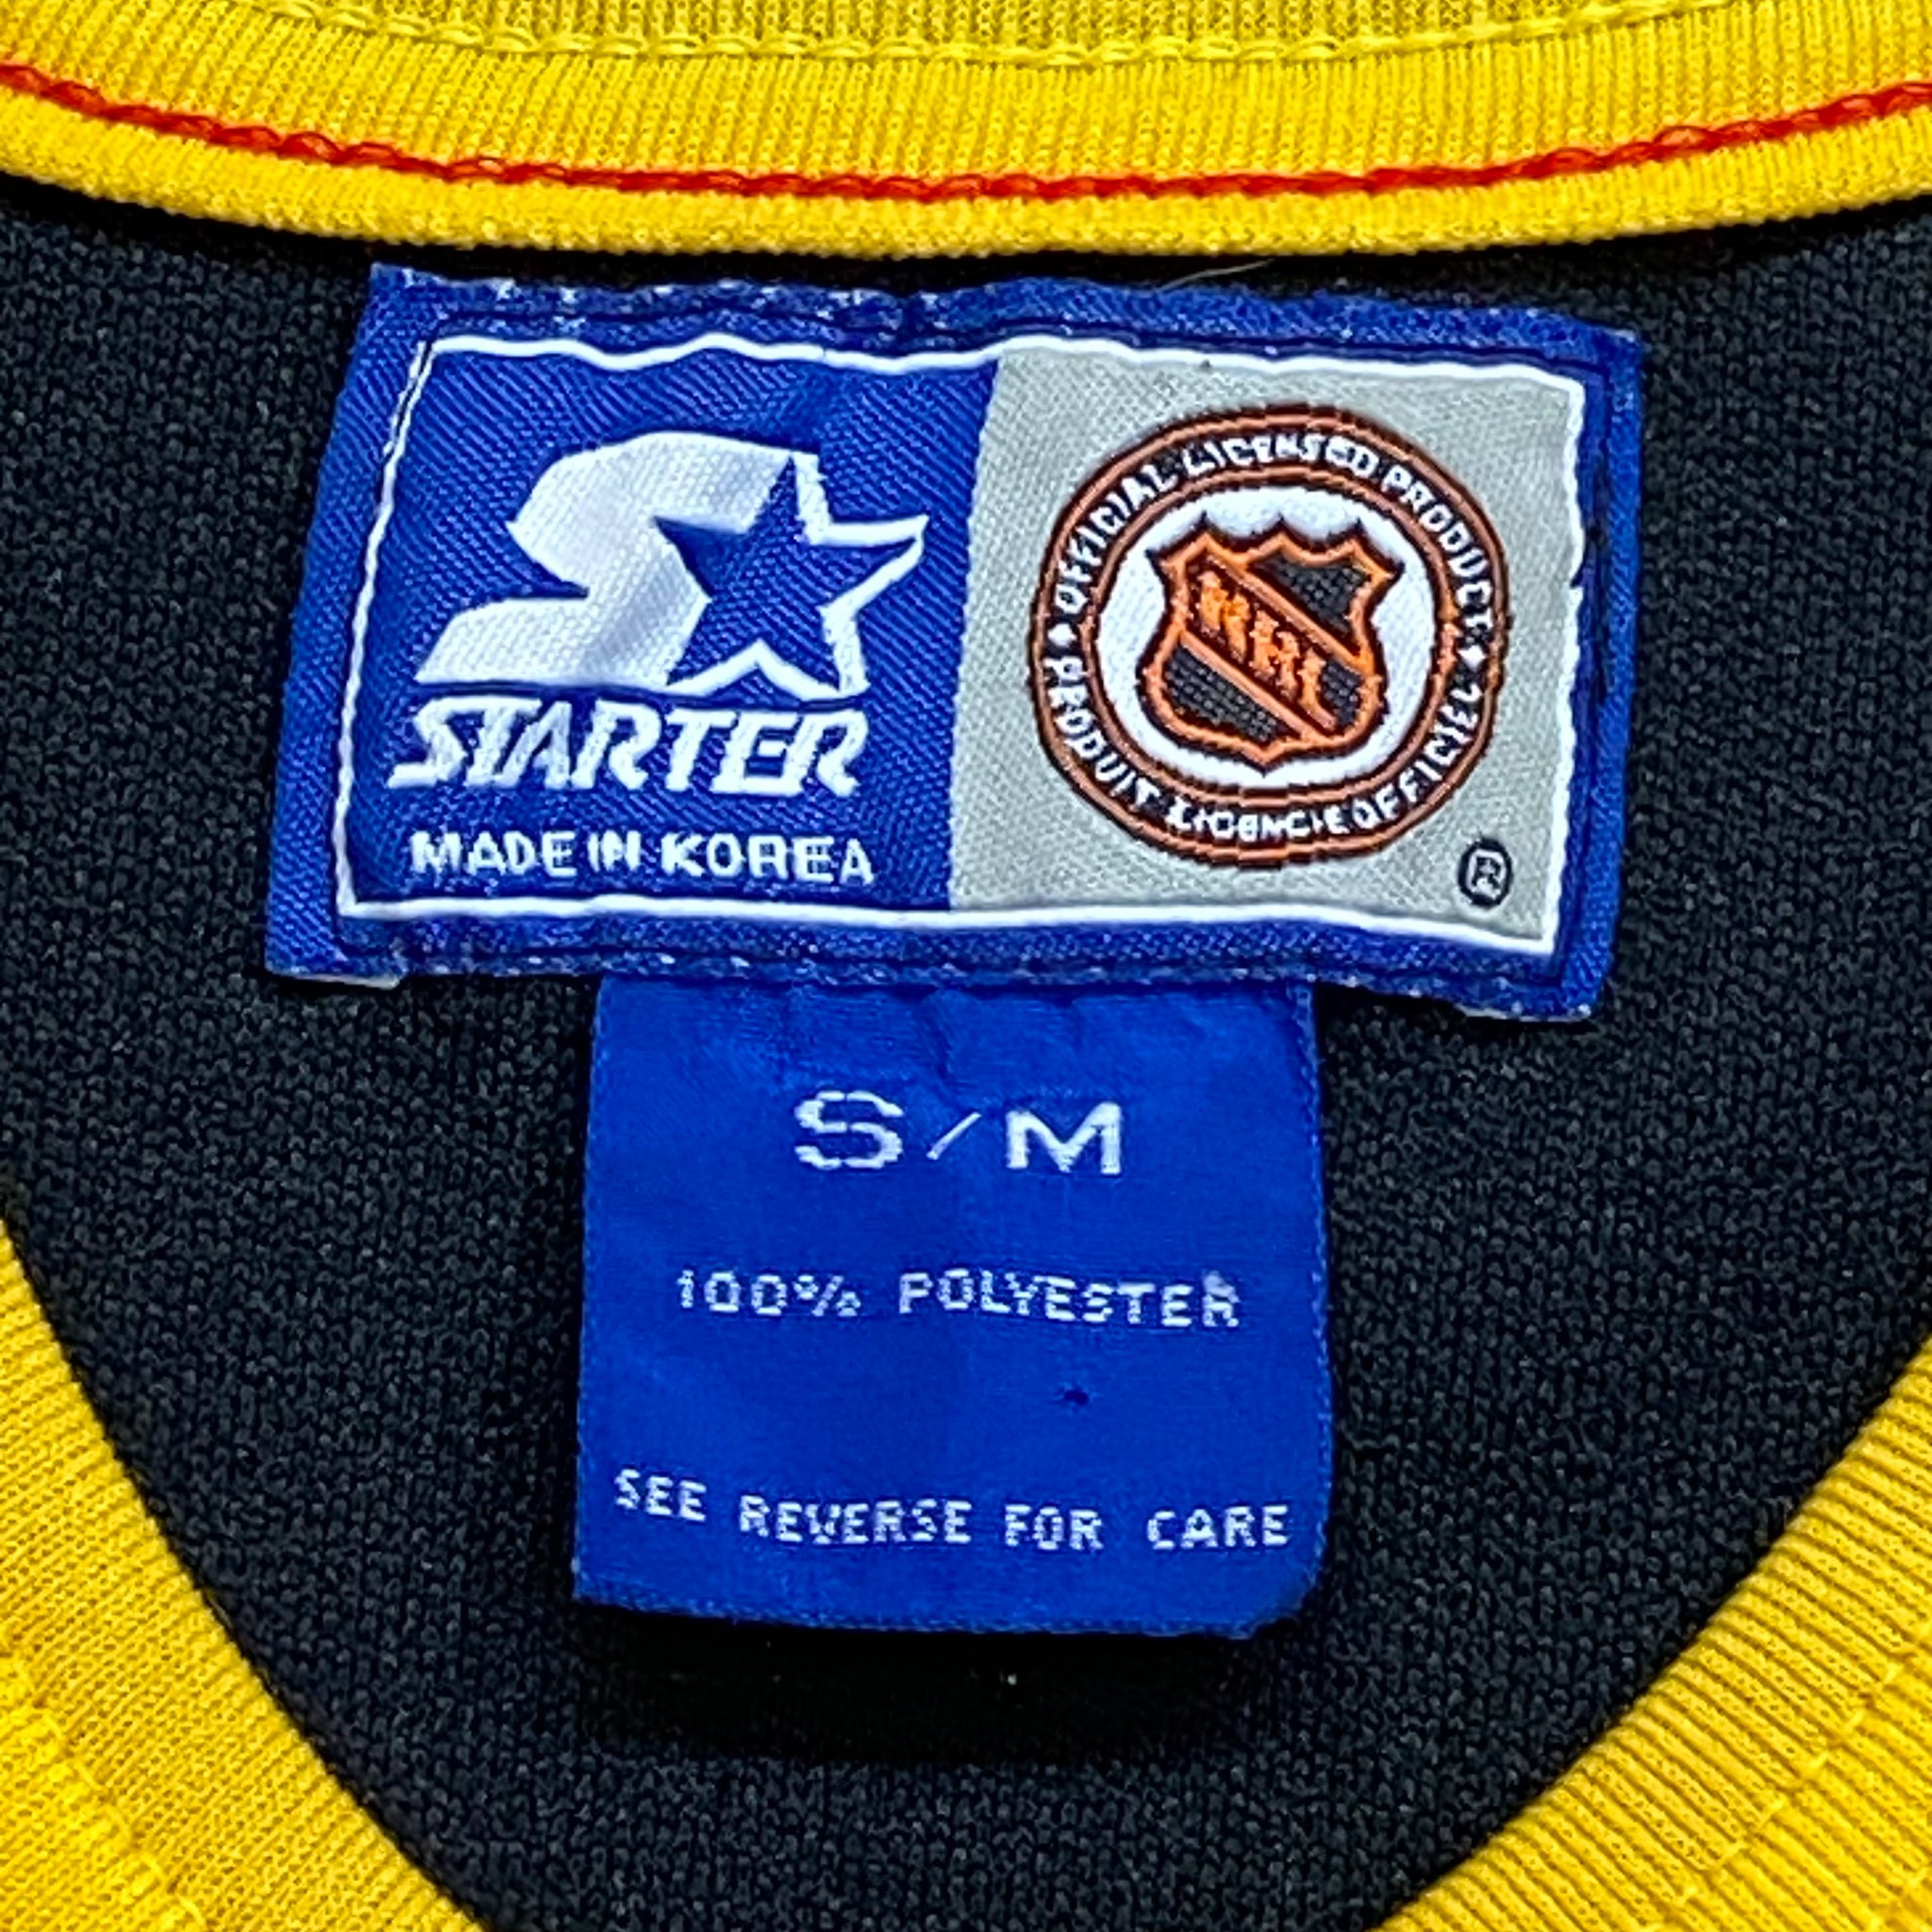 STARTER
MADE IN KOREA
OFFICIAL LICENSED PRODUCT
NHL
PRODUIT LICENCIE OFFICIEL
®
S/M
100% POLYESTER
SEE REVERSE FOR CARE